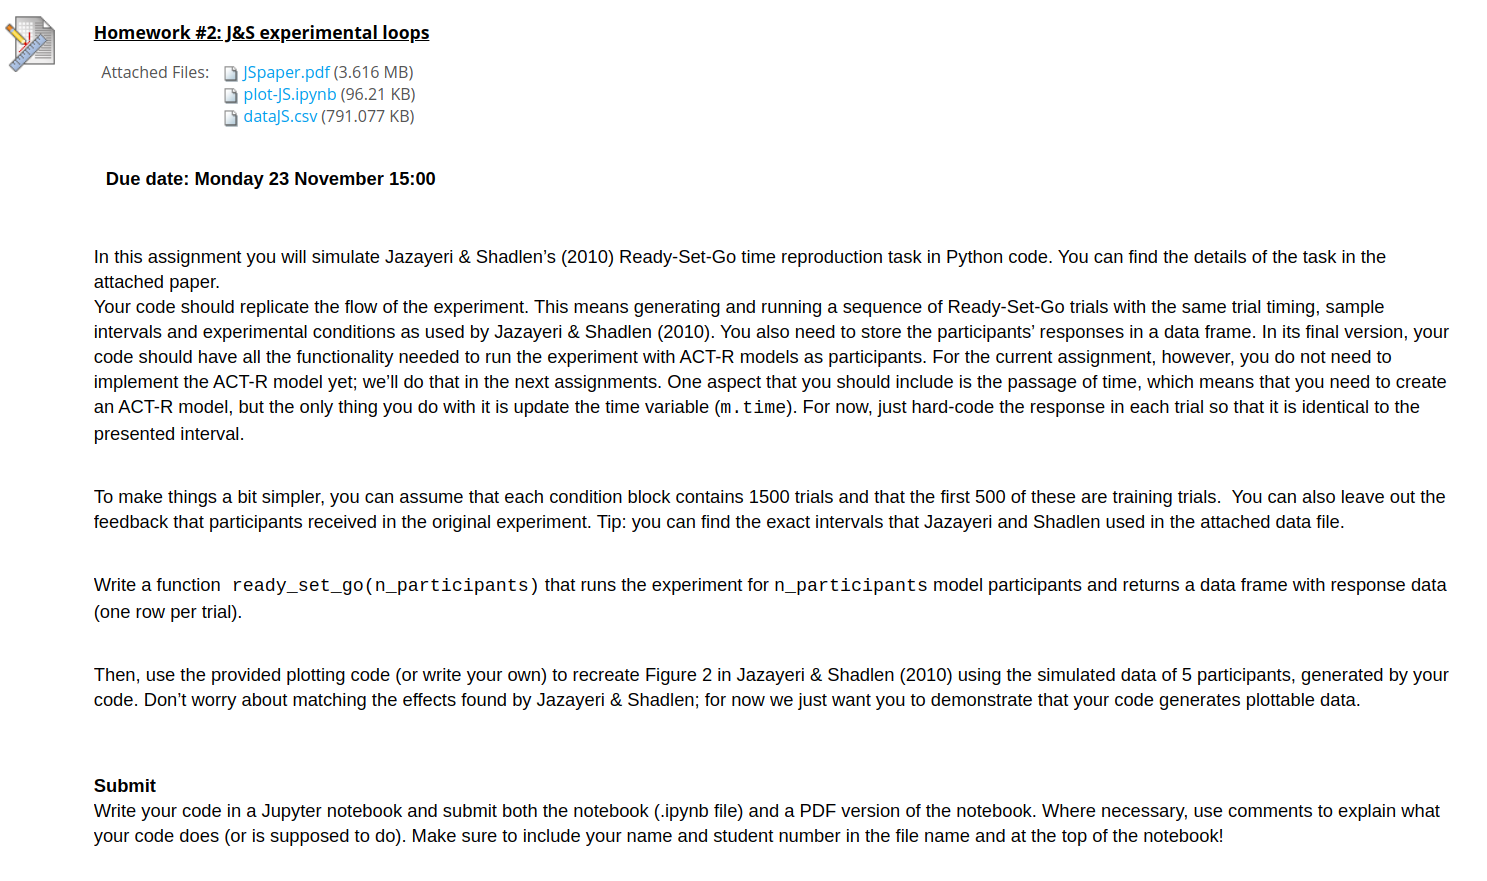 Homework #2: J&S experimental loops
Attached Files: JSpaper.pdf (3.616 MB)
plot-JS.ipynb (96.21 KB)
dataJS.csv (791.077 KB)
Due date: Monday 23 November 15:00
In this assignment you will simulate Jazayeri & Shadlen’s (2010) Ready-Set-Go time reproduction task in Python code. You can find the details of the task in the
attached paper.
Your code should replicate the flow of the experiment. This means generating and running a sequence of Ready-Set-Go trials with the same trial timing, sample
intervals and experimental conditions as used by Jazayeri & Shadlen (2010). You also need to store the participants’ responses in a data frame. In its final version, your
code should have all the functionality needed to run the experiment with ACT-R models as participants. For the current assignment, however, you do not need to
implement the ACT-R model yet; we’ll do that in the next assignments. One aspect that you should include is the passage of time, which means that you need to create
an ACT-R model, but the only thing you do with it is update the time variable (m.time). For now, just hard-code the response in each trial so that it is identical to the
presented interval.
To make things a bit simpler, you can assume that each condition block contains 1500 trials and that the first 500 of these are training trials.  You can also leave out the
feedback that participants received in the original experiment. Tip: you can find the exact intervals that Jazayeri and Shadlen used in the attached data file.
Write a function ready_set_go(n_participants) that runs the experiment for n_participants model participants and returns a data frame with response data
(one row per trial).
Then, use the provided plotting code (or write your own) to recreate Figure 2 in Jazayeri & Shadlen (2010) using the simulated data of 5 participants, generated by your
code. Don’t worry about matching the effects found by Jazayeri & Shadlen; for now we just want you to demonstrate that your code generates plottable data.
Submit
Write your code in a Jupyter notebook and submit both the notebook (.ipynb file) and a PDF version of the notebook. Where necessary, use comments to explain what
your code does (or is supposed to do). Make sure to include your name and student number in the file name and at the top of the notebook!